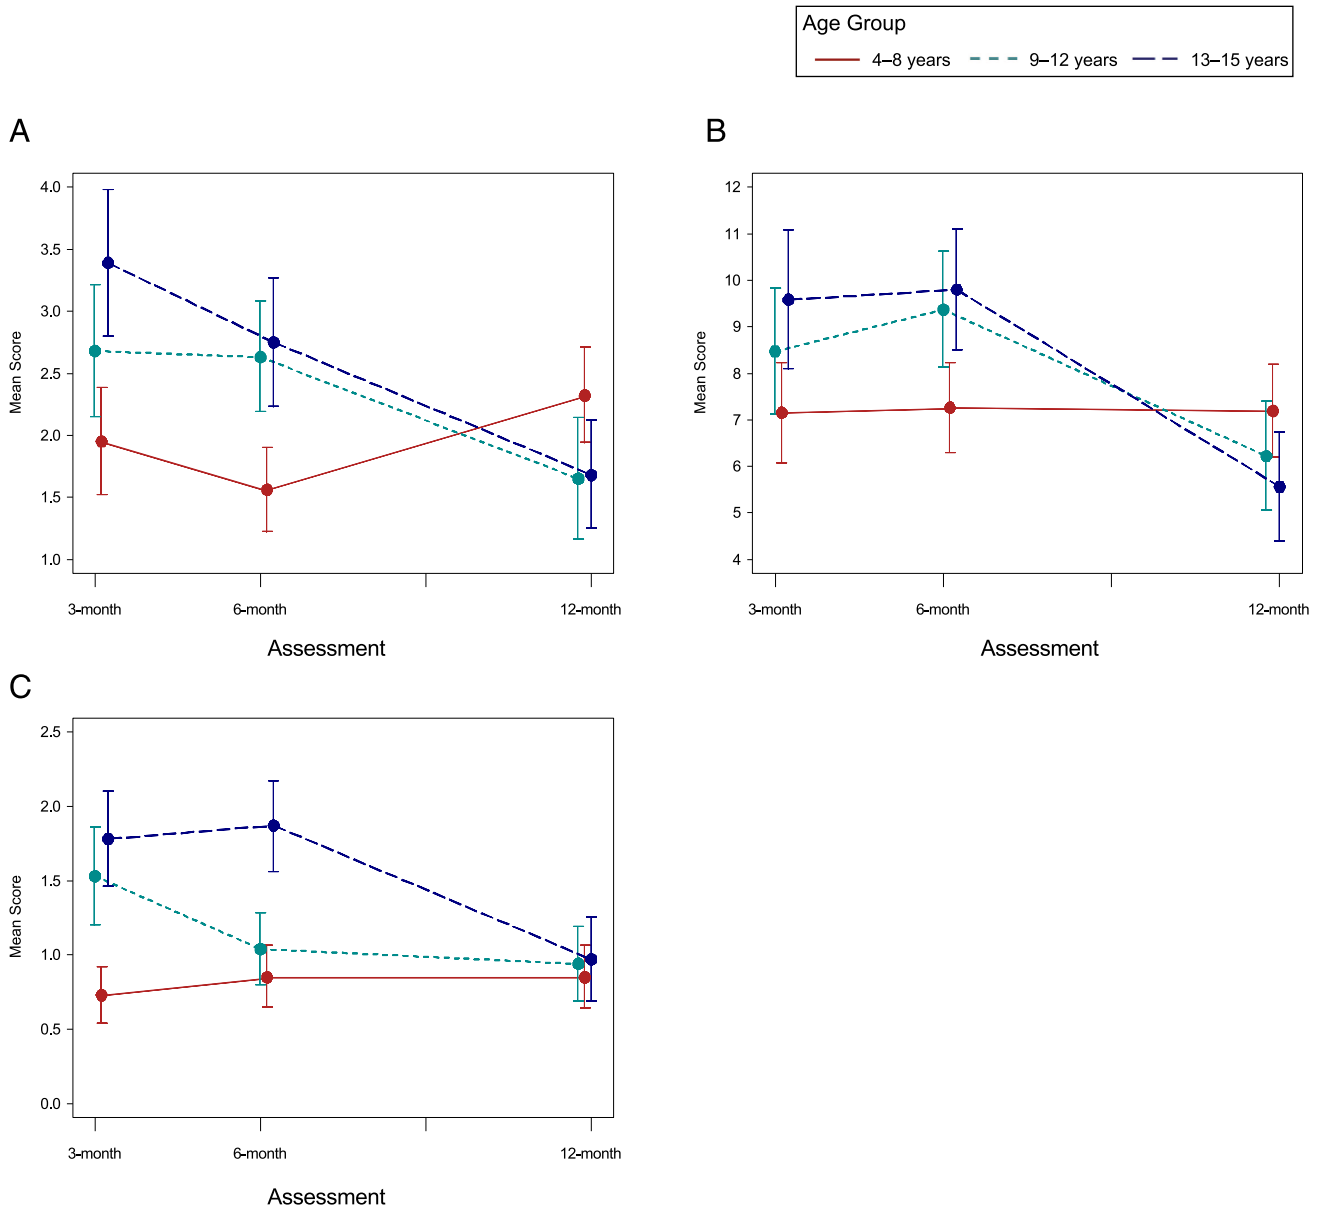 Age Group
4–8 years 9–12 years 13–15 years
A
4.0
3.5
3.0
2.5
2.0
1.5
1.0
Mean Score
3-month 6-month 12-month
Assessment
B
12
11
10
9
8
7
6
5
4
Mean Score
3-month 6-month 12-month
Assessment
C
2.5
2.0
1.5
1.0
0.5
0.0
Mean Score
3-month 6-month 12-month
Assessment